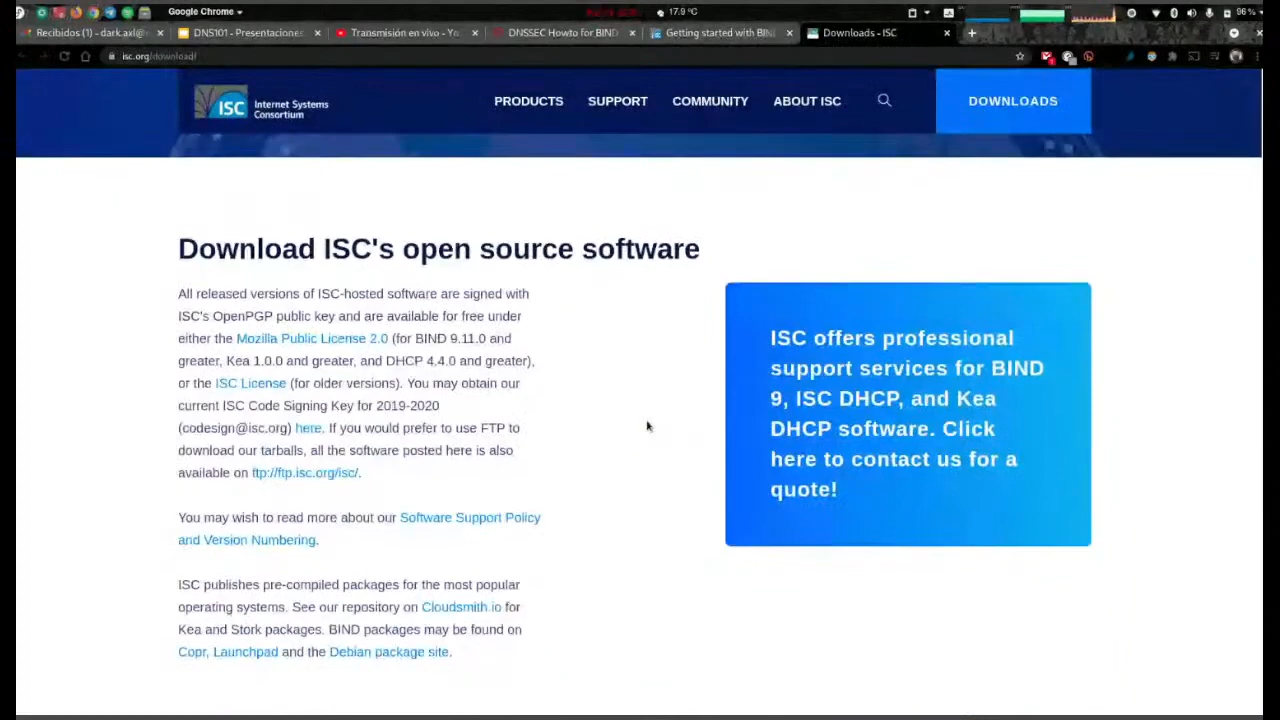 Google Chrome
17.9 °C
96 %
Recibidos (1) - dark.axl@
DNS101 - Presentaciones
Transmisión en vivo - Yo
DNSSEC Howto for BIND
Getting started with BIN
Downloads - ISC
isc.org/download/
ISC
Internet Systems
Consortium
PRODUCTS
SUPPORT
COMMUNITY
ABOUT ISC
DOWNLOADS
Download ISC's open source software
All released versions of ISC-hosted software are signed with
ISC's OpenPGP public key and are available for free under
either the Mozilla Public License 2.0 (for BIND 9.11.0 and
greater, Kea 1.0.0 and greater, and DHCP 4.4.0 and greater),
or the ISC License (for older versions). You may obtain our
current ISC Code Signing Key for 2019-2020
(codesign@isc.org) here. If you would prefer to use FTP to
download our tarballs, all the software posted here is also
available on ftp://ftp.isc.org/isc/.
You may wish to read more about our Software Support Policy
and Version Numbering.
ISC publishes pre-compiled packages for the most popular
operating systems. See our repository on Cloudsmith.io for
Kea and Stork packages. BIND packages may be found on
Copr, Launchpad and the Debian package site.
ISC offers professional
support services for BIND
9, ISC DHCP, and Kea
DHCP software. Click
here to contact us for a
quote!